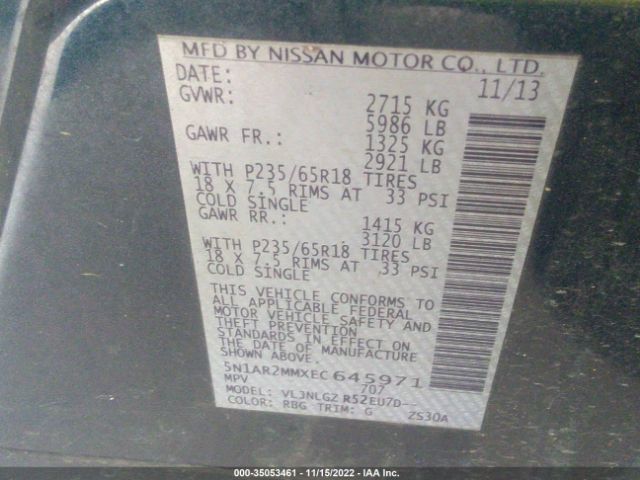 MFD BY NISSAN MOTOR CO., LTD.
DATE: 11/13
GVWR: 2715 KG
5986 LB
GAWR FR.: 1325 KG
2921 LB
WITH P235/65R18 TIRES
18 X 7.5 RIMS AT 33 PSI
COLD SINGLE
GAWR RR.: 1415 KG
3120 LB
WITH P235/65R18 TIRES
18 X 7.5 RIMS AT 33 PSI
COLD SINGLE
THIS VEHICLE CONFORMS TO
ALL APPLICABLE FEDERAL
MOTOR VEHICLE SAFETY AND
THEFT PREVENTION
STANDARDS IN EFFECT ON
THE DATE OF MANUFACTURE
SHOWN ABOVE.
5N1AR2MMXEC645971
MPV 707
MODEL: VL3NLGZ R52EU7D--
COLOR: RBG TRIM: G ZS30A
000-35053461 - 11/15/2022 - IAA Inc.